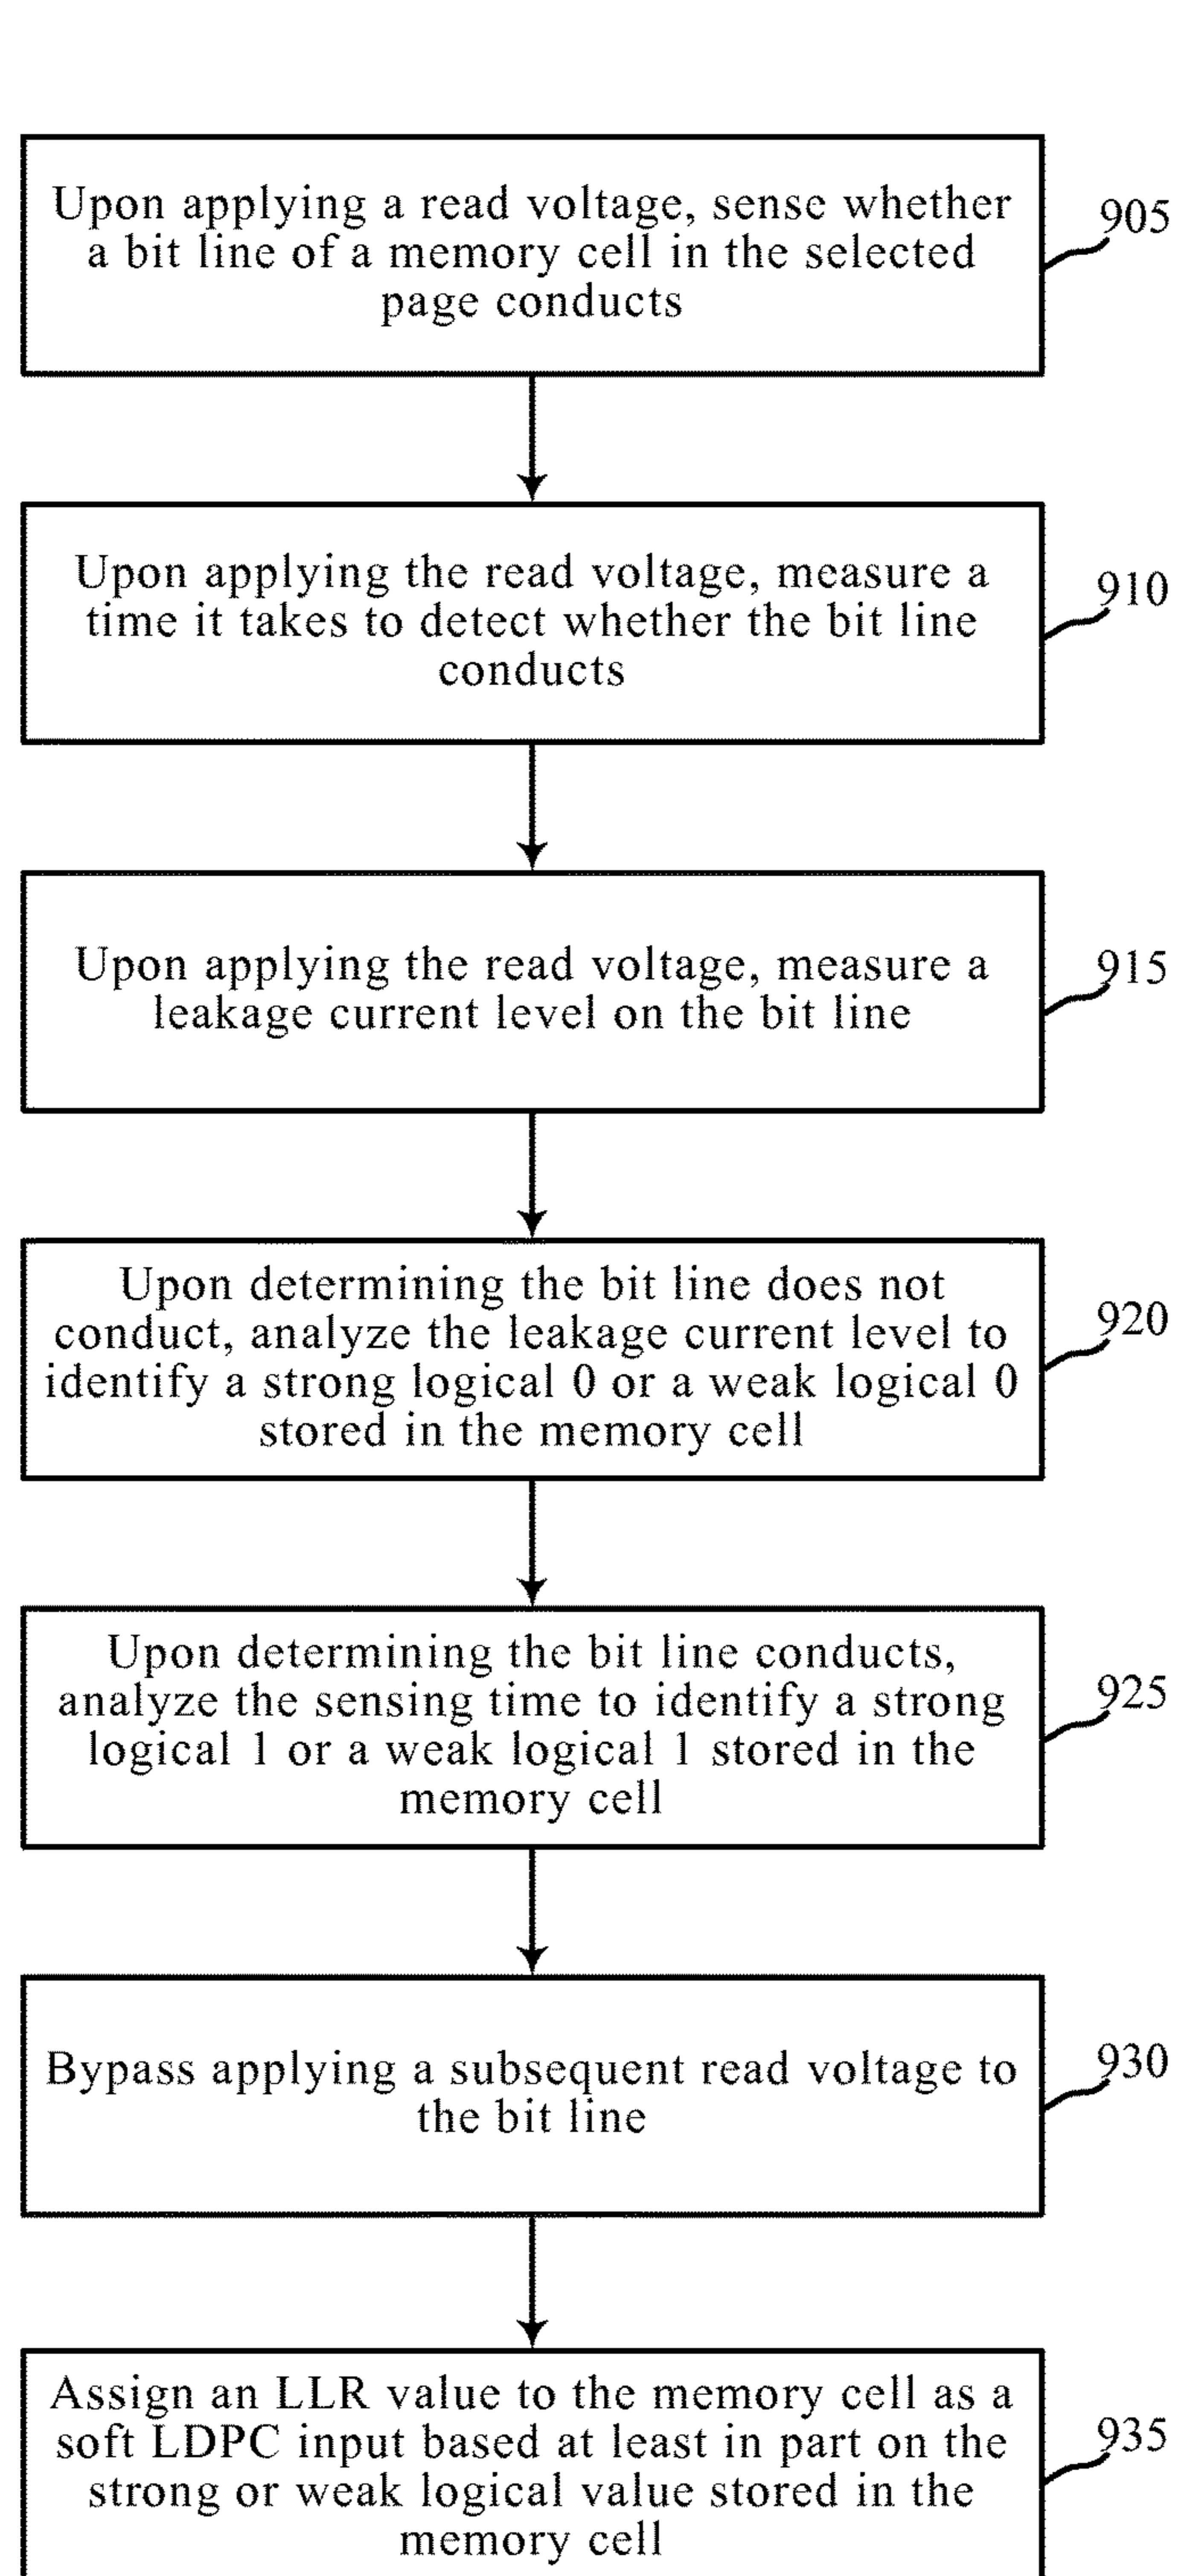 Upon applying a read voltage, sense whether
a bit line of a memory cell in the selected
page conducts
905
Upon applying the read voltage, measure a
time it takes to detect whether the bit line
conducts
910
Upon applying the read voltage, measure a
leakage current level on the bit line
915
Upon determining the bit line does not
conduct, analyze the leakage current level to
identify a strong logical 0 or a weak logical 0
stored in the memory cell
920
Upon determining the bit line conducts,
analyze the sensing time to identify a strong
logical 1 or a weak logical 1 stored in the
memory cell
925
Bypass applying a subsequent read voltage to
the bit line
930
Assign an LLR value to the memory cell as a
soft LDPC input based at least in part on the
strong or weak logical value stored in the
memory cell
935